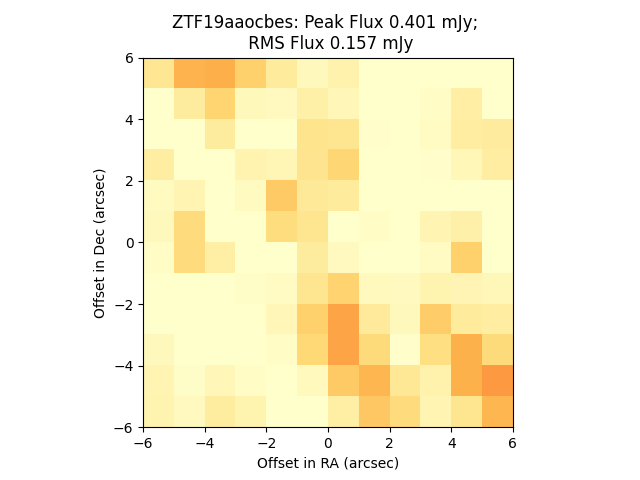 ZTF19aaocbes: Peak Flux 0.401 mJy;
RMS Flux 0.157 mJy
6
4
2
0
−2
−4
−6
Offset in Dec (arcsec)
−6 −4 −2 0 2 4 6
Offset in RA (arcsec)